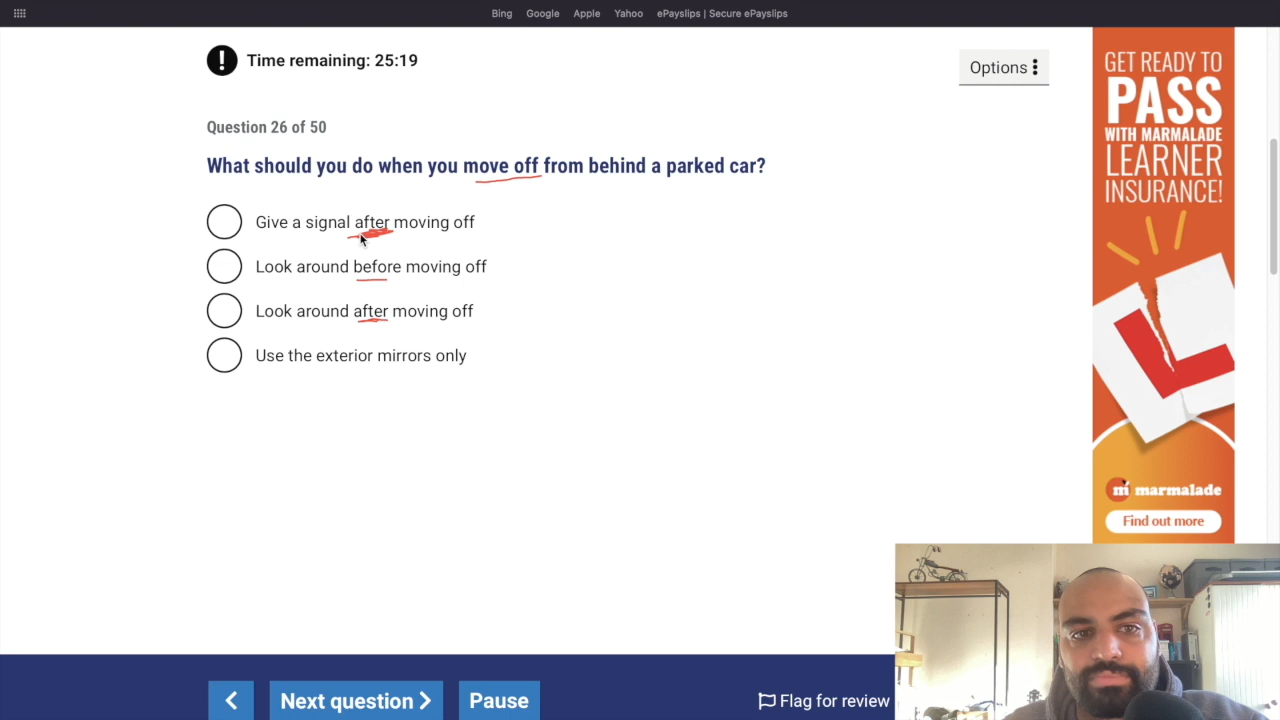 Bing Google Apple Yahoo ePayslips | Secure ePayslips
Time remaining: 25:19
Options
Question 26 of 50
What should you do when you move off from behind a parked car?
Give a signal after moving off
Look around before moving off
Look around after moving off
Use the exterior mirrors only
GET READY TO
PASS
WITH MARMALADE
LEARNER
INSURANCE!
m marmalade
Find out more
Next question
Pause
Flag for review